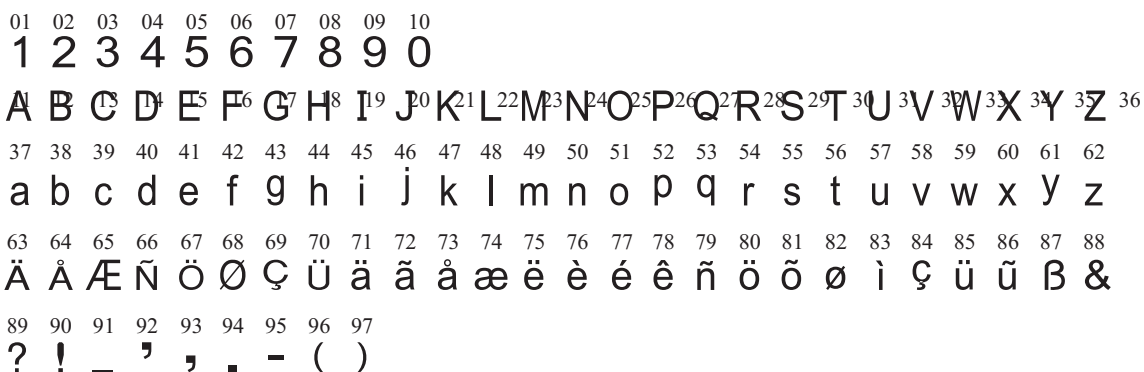 01 02 03 04 05 06 07 08 09 10
1 2 3 4 5 6 7 8 9 0
11 12 13 14 15 16 17 18 19 20 21 22 23 24 25 26 27 28 29 30 31 32 33 34 35 36
A B C D E F G H I J K L M N O P Q R S T U V W X Y Z
37 38 39 40 41 42 43 44 45 46 47 48 49 50 51 52 53 54 55 56 57 58 59 60 61 62
a b c d e f g h i j k l m n o p q r s t u v w x y z
63 64 65 66 67 68 69 70 71 72 73 74 75 76 77 78 79 80 81 82 83 84 85 86 87 88
Ä Å Æ Ñ Ö Ø Ç Ü ä ã å æ ë è é ê ñ ö õ ø ì ç ü ũ ß &
89 90 91 92 93 94 95 96 97
? ! _ ’ , . - ( )